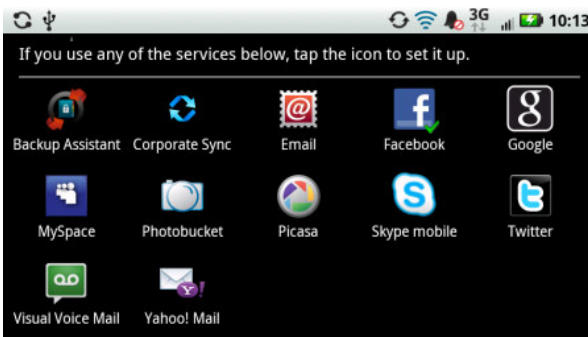 3G
10:13
If you use any of the services below, tap the icon to set it up.
Backup Assistant Corporate Sync Email Facebook Google
MySpace Photobucket Picasa Skype mobile Twitter
Visual Voice Mail Yahoo! Mail